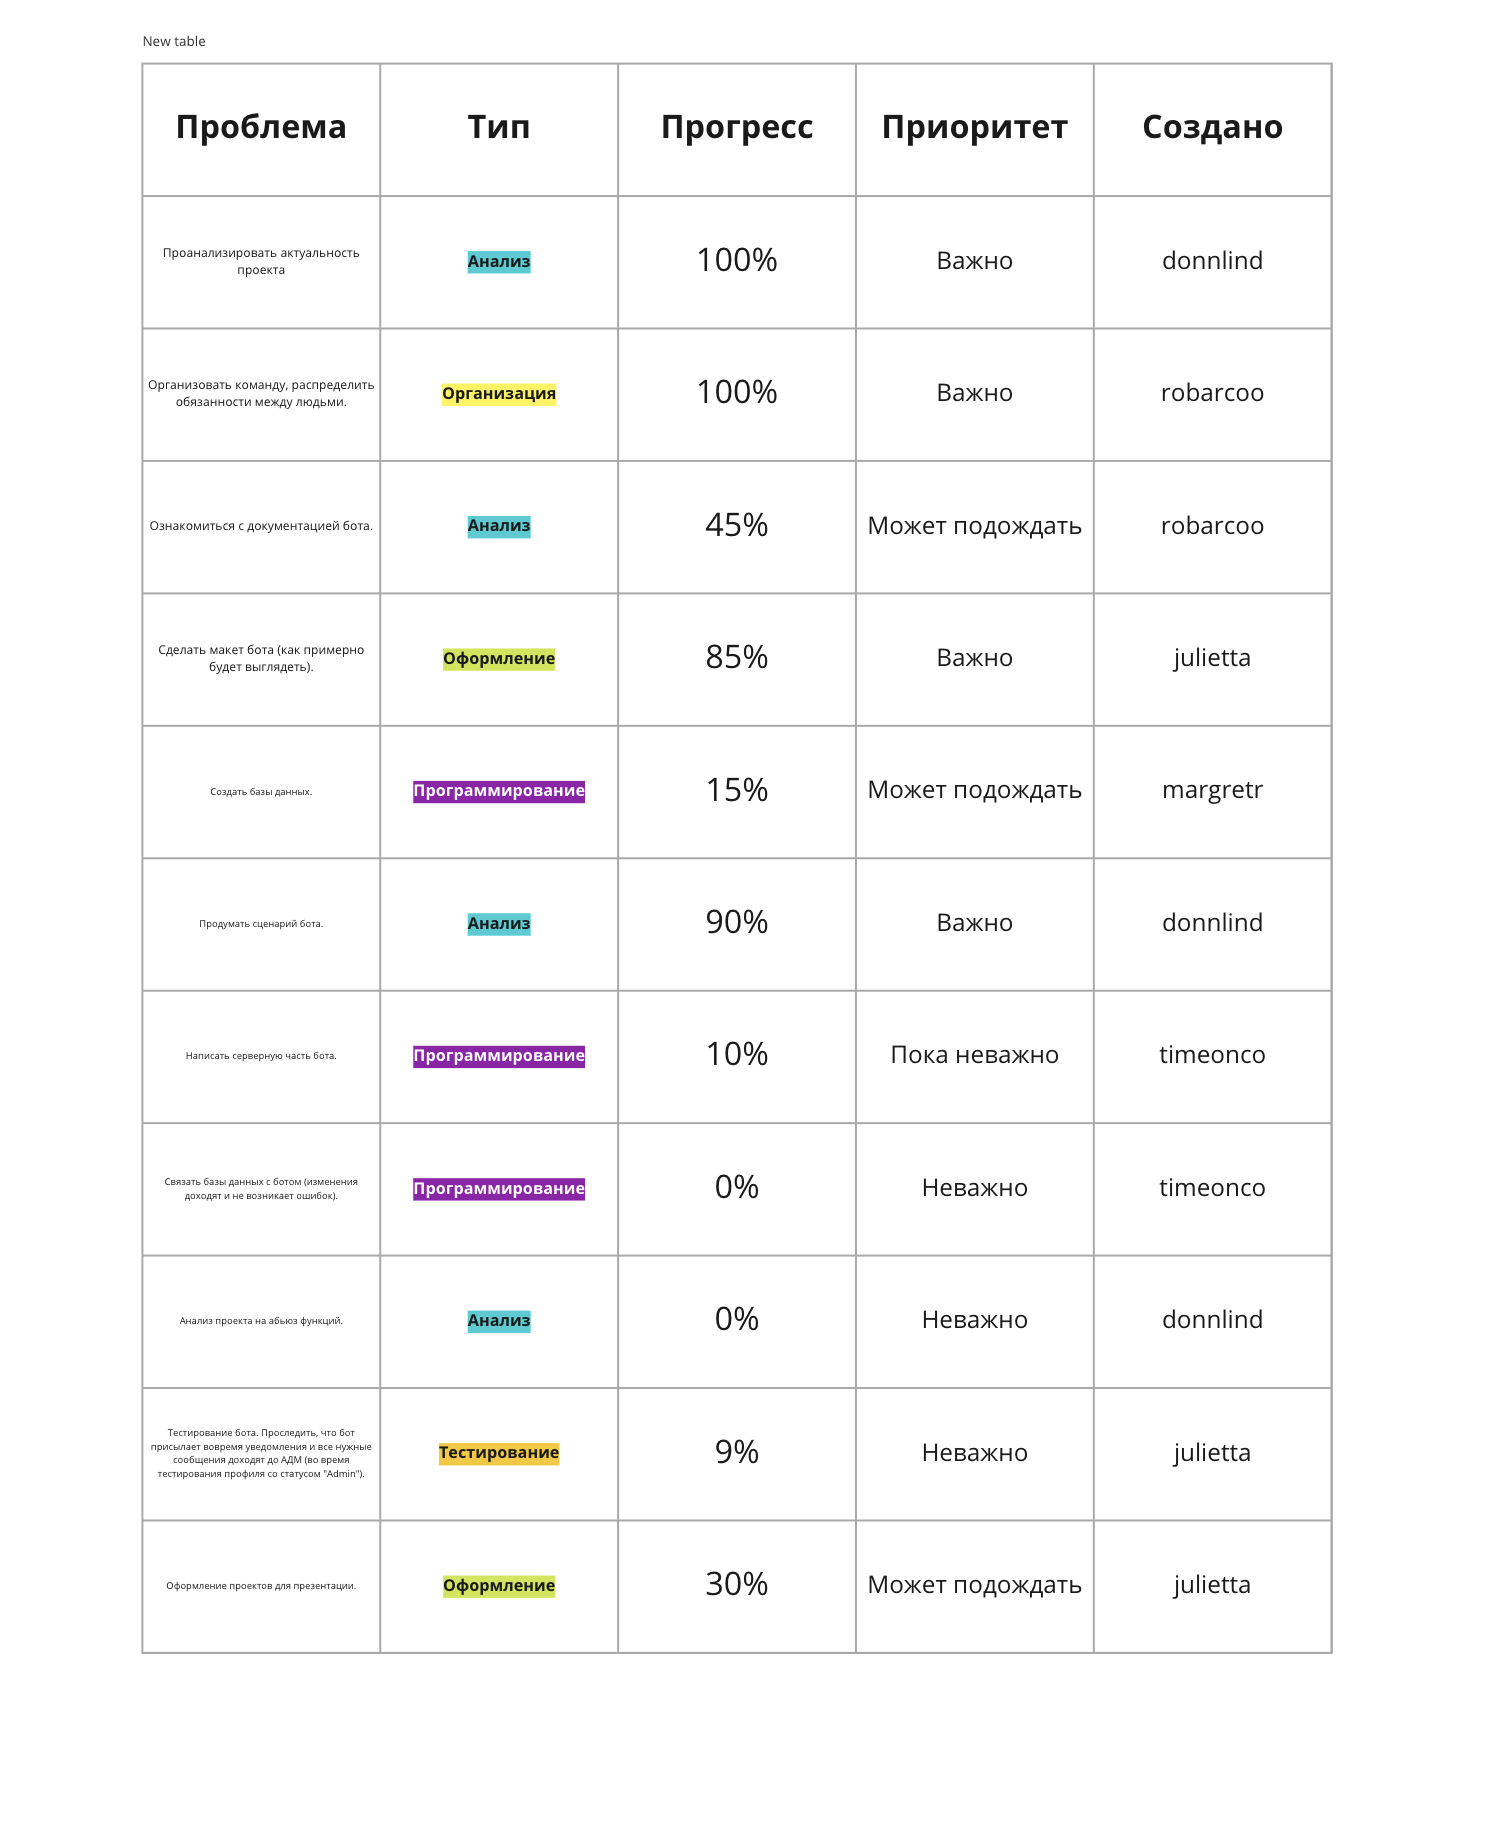 New table
Проблема Тип Прогресс Приоритет Создано
Проанализировать актуальность
проекта
Анализ 100% Важно donnlind
Организовать команду, распределить
обязанности между людьми.
Организация 100% Важно robarcoo
Ознакомиться с документацией бота. Анализ 45% Может подождать robarcoo
Сделать макет бота (как примерно
будет выглядеть).
Оформление 85% Важно julietta
Создать базы данных. Программирование 15% Может подождать margretr
Продумать сценарий бота. Анализ 90% Важно donnlind
Написать серверную часть бота. Программирование 10% Пока неважно timeonco
Связать базы данных с ботом (изменения
доходят и не возникает ошибок).
Программирование 0% Неважно timeonco
Анализ проекта на абьюз функций. Анализ 0% Неважно donnlind
Тестирование бота. Проследить, что бот
присылает вовремя уведомления и все нужные
сообщения доходят до АДМ (во время
тестирования профиля со статусом "Admin").
Тестирование 9% Неважно julietta
Оформление проектов для презентации. Оформление 30% Может подождать julietta